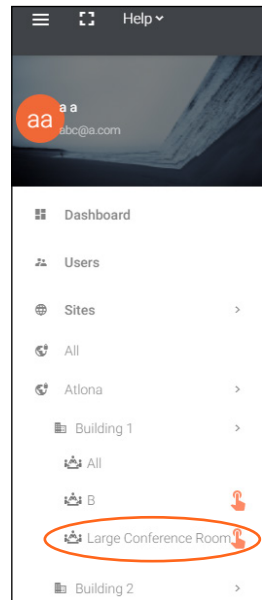 Help
a a
aa
abc@a.com
Dashboard
Users
Sites
All
Atlona
Building 1
All
B
Large Conference Room
Building 2